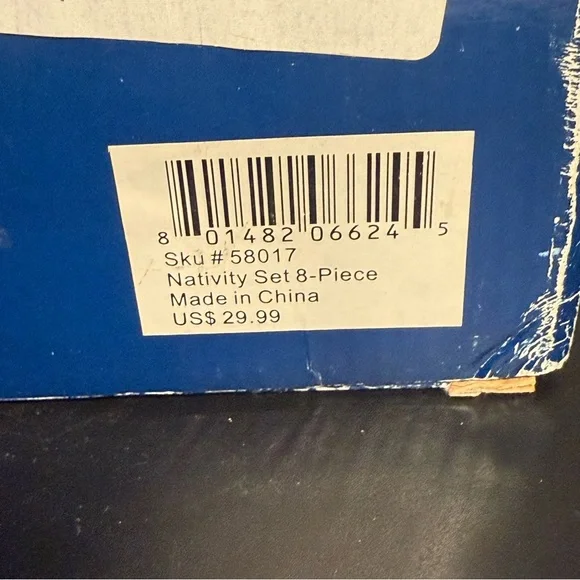 8 01482 06624 5
Sku # 58017
Nativity Set 8-Piece
Made in China
US$ 29.99